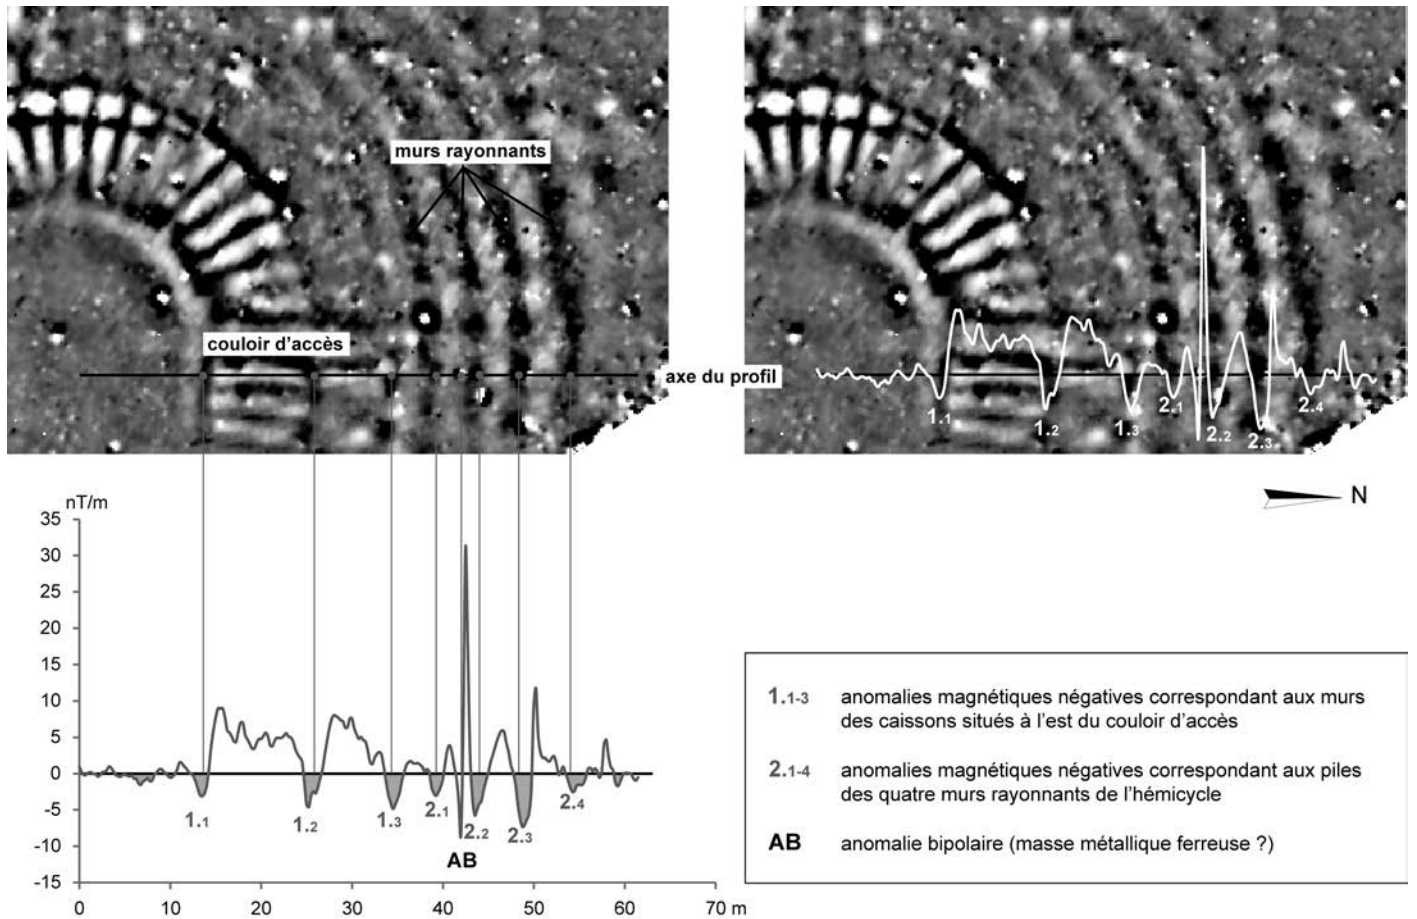 murs rayonnants
couloir d'accès
axe du profil
1.1
1.2
1.3
2.1
2.2
2.3
2.4
N
nT/m
35
30
25
20
15
10
5
0
-5
-10
-15
1.1
1.2
1.3
2.1
2.2
2.3
2.4
AB
0
10
20
30
40
50
60
70 m
1.1-3 anomalies magnétiques négatives correspondant aux murs
des caissons situés à l'est du couloir d'accès
2.1-4 anomalies magnétiques négatives correspondant aux piles
des quatre murs rayonnants de l'hémicycle
AB anomalie bipolaire (masse métallique ferreuse ?)